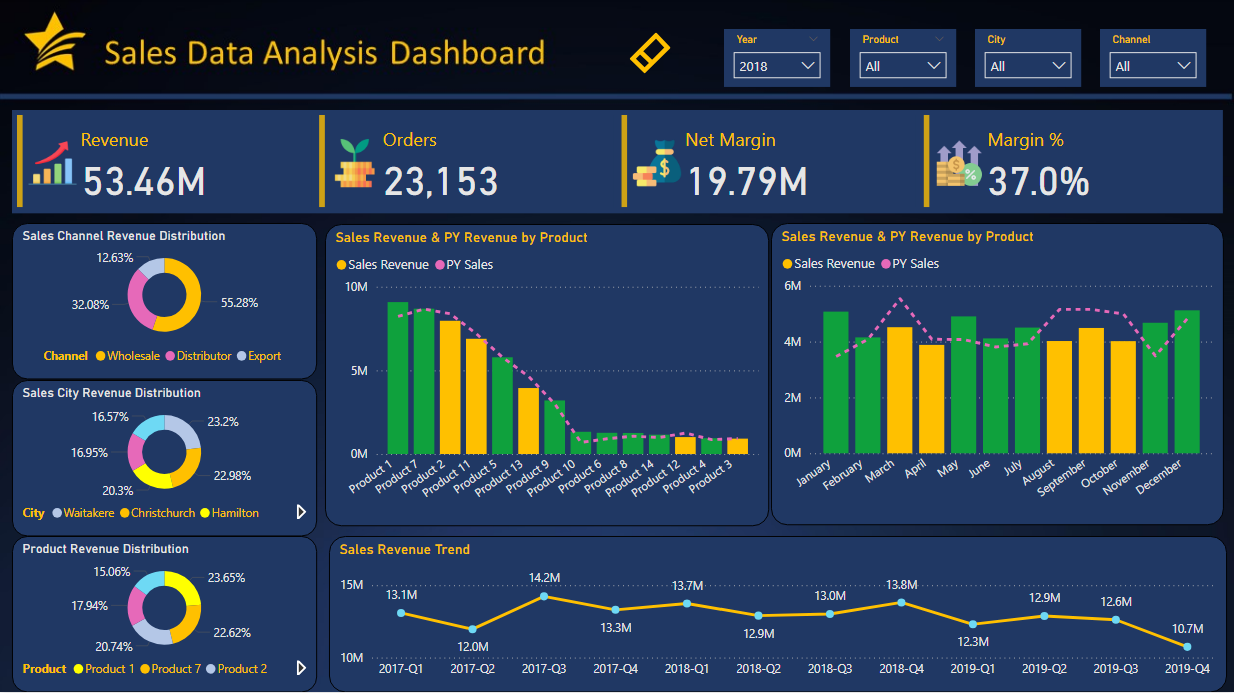 Sales Data Analysis Dashboard
Year
2018
Product
All
City
All
Channel
All
Revenue
53.46M
Orders
23,153
Net Margin
19.79M
Margin %
37.0%
Sales Channel Revenue Distribution
12.63%
32.08%
55.28%
Channel Wholesale Distributor Export
Sales City Revenue Distribution
16.57%
23.2%
16.95%
22.98%
20.3%
City Waitakere Christchurch Hamilton
Product Revenue Distribution
15.06%
23.65%
17.94%
22.62%
20.74%
Product Product 1 Product 7 Product 2
Sales Revenue & PY Revenue by Product
Sales Revenue PY Sales
10M
5M
0M
Product 1
Product 7
Product 2
Product 11
Product 5
Product 13
Product 9
Product 10
Product 6
Product 8
Product 14
Product 12
Product 4
Product 3
Sales Revenue & PY Revenue by Product
Sales Revenue PY Sales
6M
4M
2M
0M
January
February
March
April
May
June
July
August
September
October
November
December
Sales Revenue Trend
15M
10M
13.1M
12.0M
14.2M
13.3M
13.7M
12.9M
13.0M
13.8M
12.3M
12.9M
12.6M
10.7M
2017-Q1 2017-Q2 2017-Q3 2017-Q4 2018-Q1 2018-Q2 2018-Q3 2018-Q4 2019-Q1 2019-Q2 2019-Q3 2019-Q4